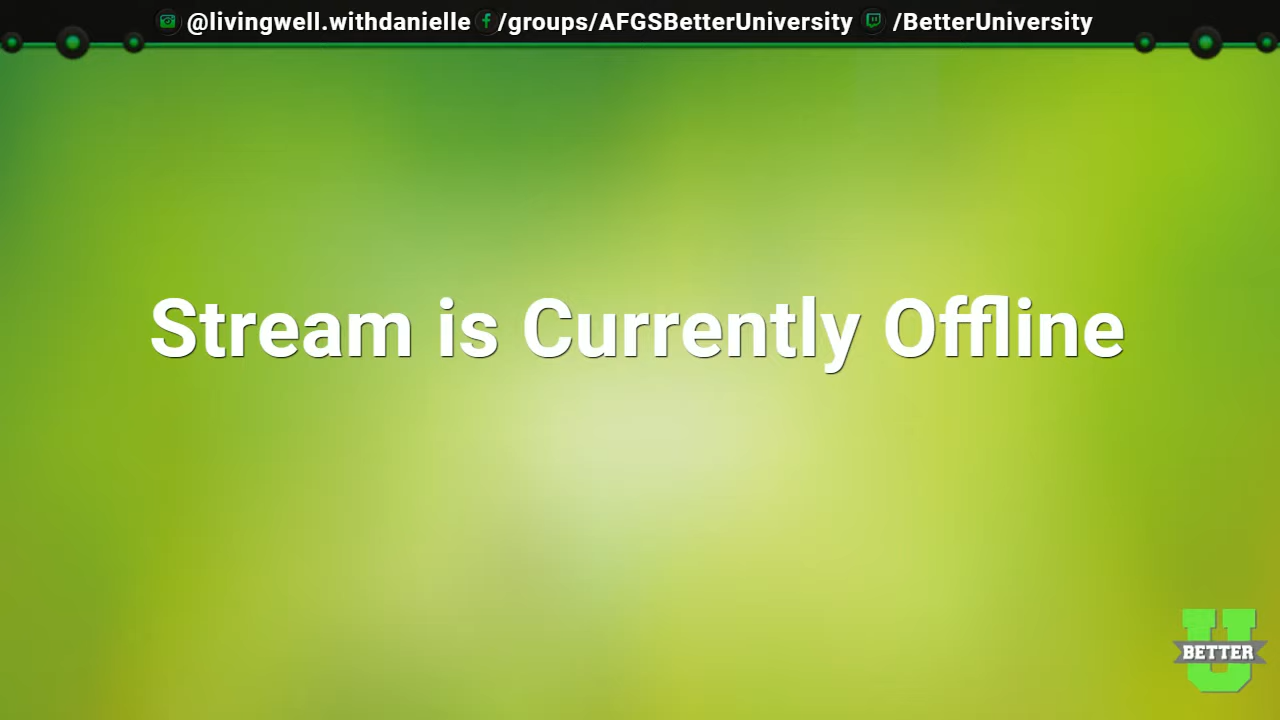 @livingwell.withdanielle /groups/AFGSBetterUniversity /BetterUniversity
Stream is Currently Offline
U
BETTER